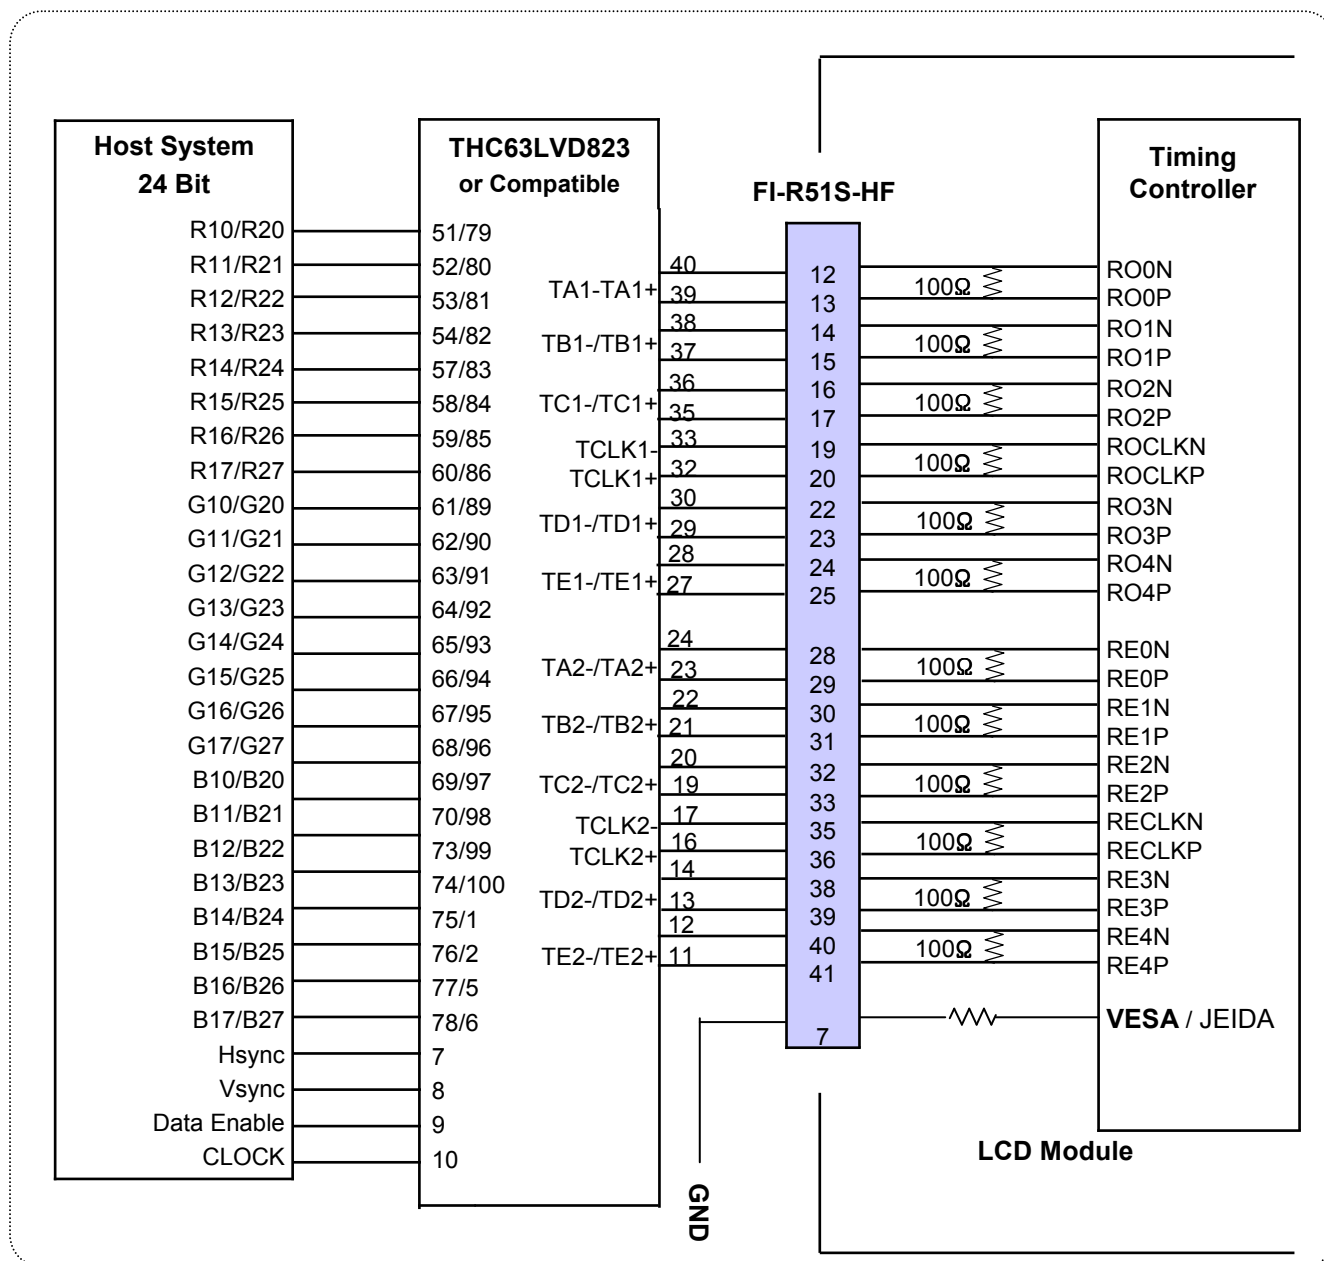 Host System
24 Bit
R10/R20
R11/R21
R12/R22
R13/R23
R14/R24
R15/R25
R16/R26
R17/R27
G10/G20
G11/G21
G12/G22
G13/G23
G14/G24
G15/G25
G16/G26
G17/G27
B10/B20
B11/B21
B12/B22
B13/B23
B14/B24
B15/B25
B16/B26
B17/B27
Hsync
Vsync
Data Enable
CLOCK
THC63LVD823
or Compatible
51/79
52/80
53/81
54/82
57/83
58/84
59/85
60/86
61/89
62/90
63/91
64/92
65/93
66/94
67/95
68/96
69/97
70/98
73/99
74/100
75/1
76/2
77/5
78/6
7
8
9
10
TA1-TA1+
TB1-/TB1+
TC1-/TC1+
TCLK1-
TCLK1+
TD1-/TD1+
TE1-/TE1+
TA2-/TA2+
TB2-/TB2+
TC2-/TC2+
TCLK2-
TCLK2+
TD2-/TD2+
TE2-/TE2+
40
39
38
37
36
35
33
32
30
29
28
27
24
23
22
21
20
19
17
16
14
13
12
11
GND
FI-R51S-HF
12
13
14
15
16
17
19
20
22
23
24
25
28
29
30
31
32
33
35
36
38
39
40
41
7
100Ω
100Ω
100Ω
100Ω
100Ω
100Ω
100Ω
100Ω
100Ω
100Ω
100Ω
100Ω
Timing
Controller
RO0N
RO0P
RO1N
RO1P
RO2N
RO2P
ROCLKN
ROCLKP
RO3N
RO3P
RO4N
RO4P
RE0N
RE0P
RE1N
RE1P
RE2N
RE2P
RECLKN
RECLKP
RE3N
RE3P
RE4N
RE4P
VESA / JEIDA
LCD Module